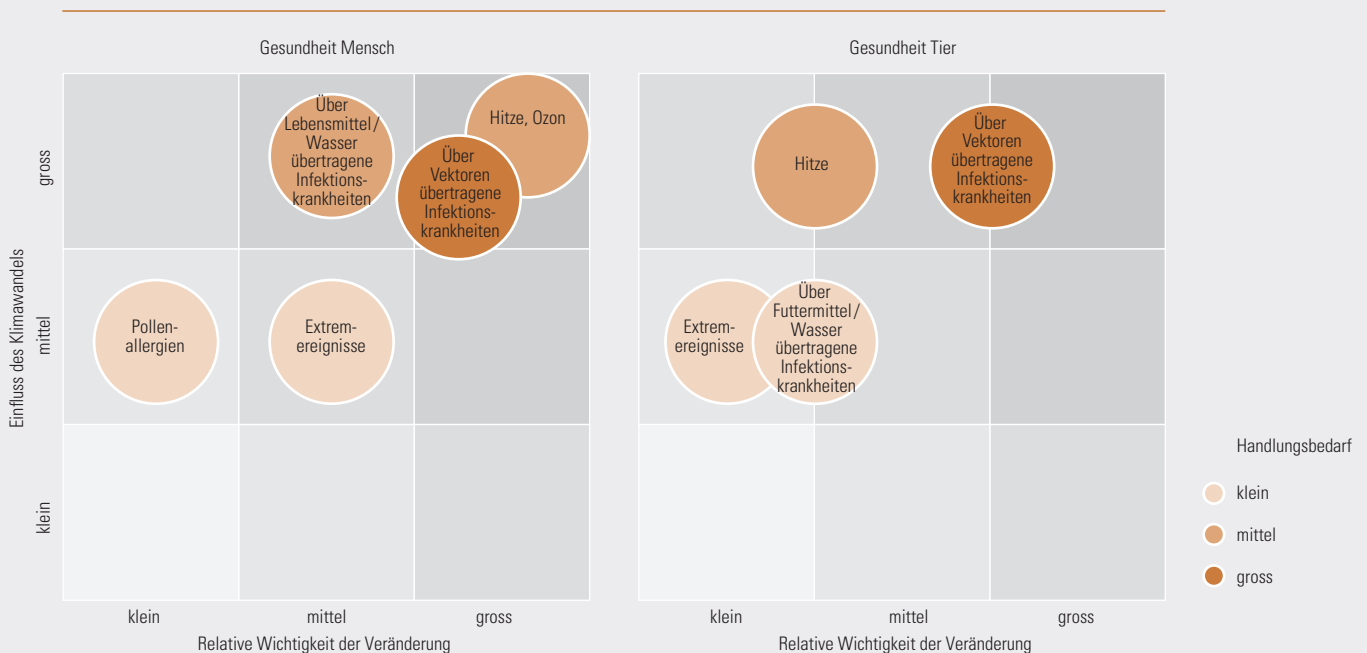 Gesundheit Mensch
Einfluss des Klimawandels
gross
mittel
klein
Über
Lebensmittel/
Wasser
übertragene
Infektions-
krankheiten
Hitze, Ozon
Über
Vektoren
übertragene
Infektions-
krankheiten
Pollen-
allergien
Extrem-
ereignisse
klein
mittel
gross
Relative Wichtigkeit der Veränderung
Gesundheit Tier
Hitze
Über
Vektoren
übertragene
Infektions-
krankheiten
Extrem-
ereignisse
Über
Futtermittel/
Wasser
übertragene
Infektions-
krankheiten
klein
mittel
gross
Relative Wichtigkeit der Veränderung
Handlungsbedarf
klein
mittel
gross